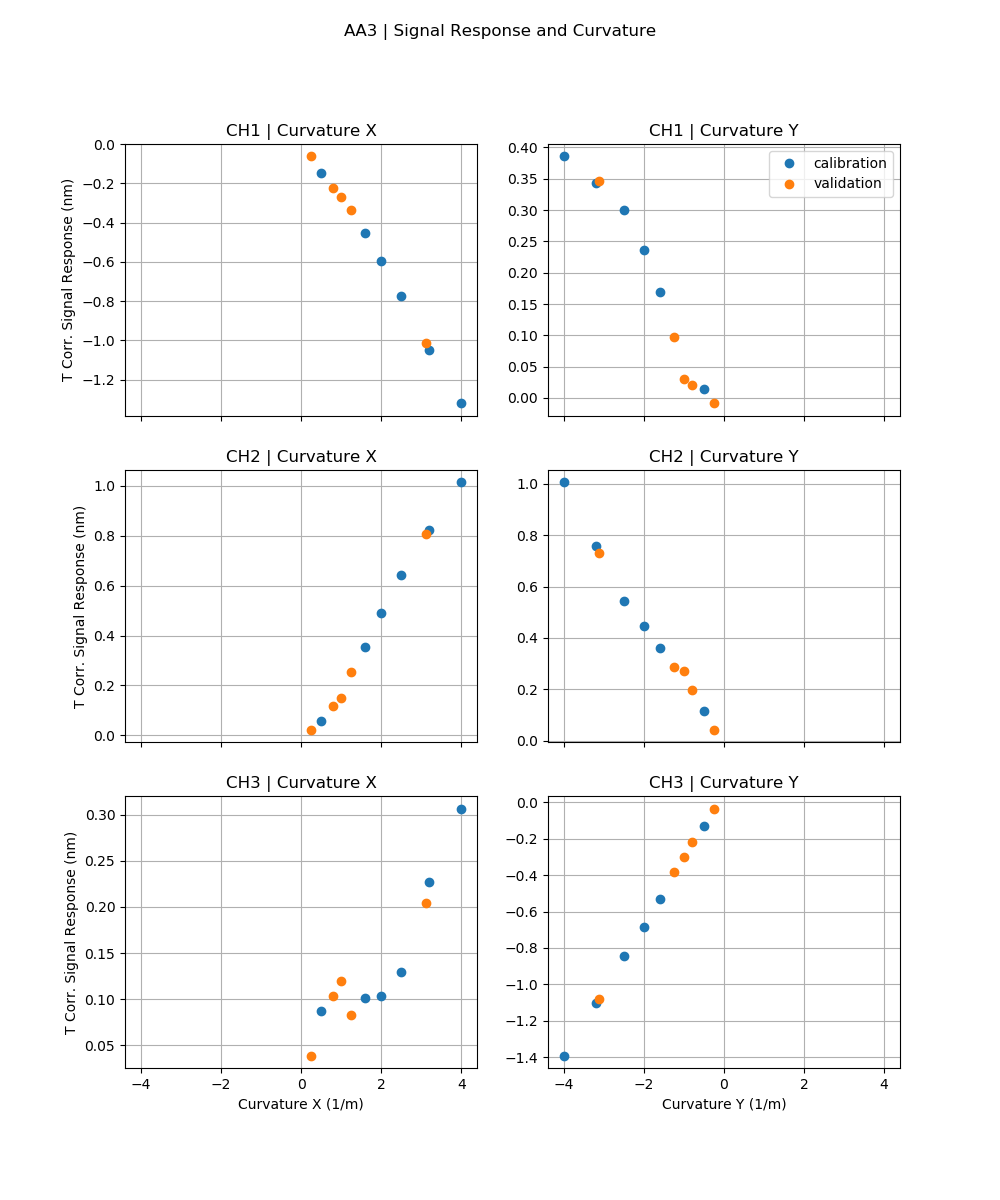 AA3 | Signal Response and Curvature
CH1 | Curvature X
T Corr. Signal Response (nm)
0.0
−0.2
−0.4
−0.6
−0.8
−1.0
−1.2
CH1 | Curvature Y
calibration
validation
0.40
0.35
0.30
0.25
0.20
0.15
0.10
0.05
0.00
CH2 | Curvature X
T Corr. Signal Response (nm)
1.0
0.8
0.6
0.4
0.2
0.0
CH2 | Curvature Y
1.0
0.8
0.6
0.4
0.2
0.0
CH3 | Curvature X
T Corr. Signal Response (nm)
0.30
0.25
0.20
0.15
0.10
0.05
−4 −2 0 2 4
Curvature X (1/m)
CH3 | Curvature Y
0.0
−0.2
−0.4
−0.6
−0.8
−1.0
−1.2
−1.4
−4 −2 0 2 4
Curvature Y (1/m)